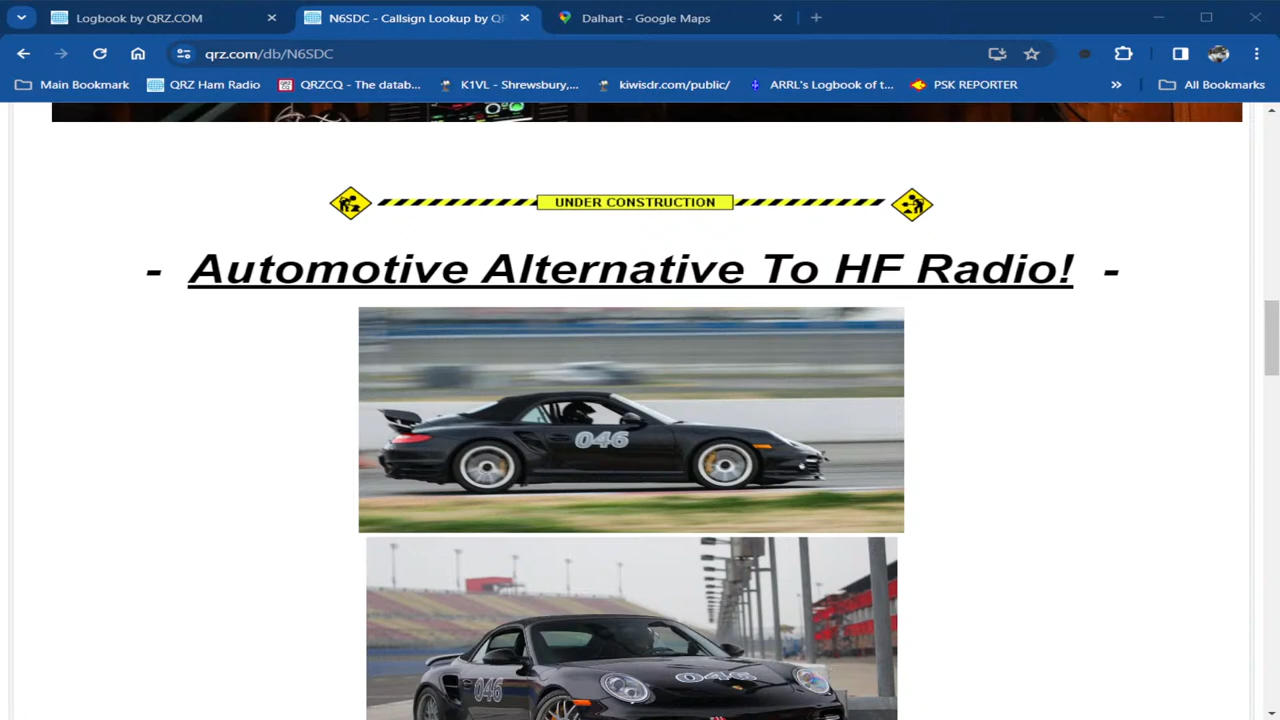 Logbook by QRZ.COM
N6SDC - Callsign Lookup by QR
Dalhart - Google Maps
qrz.com/db/N6SDC
Main Bookmark
QRZ Ham Radio
QRZCQ - The datab...
K1VL - Shrewsbury,...
kiwisdr.com/public/
ARRL's Logbook of t...
PSK REPORTER
»
All Bookmarks
UNDER CONSTRUCTION
- Automotive Alternative To HF Radio! -
046
046
046